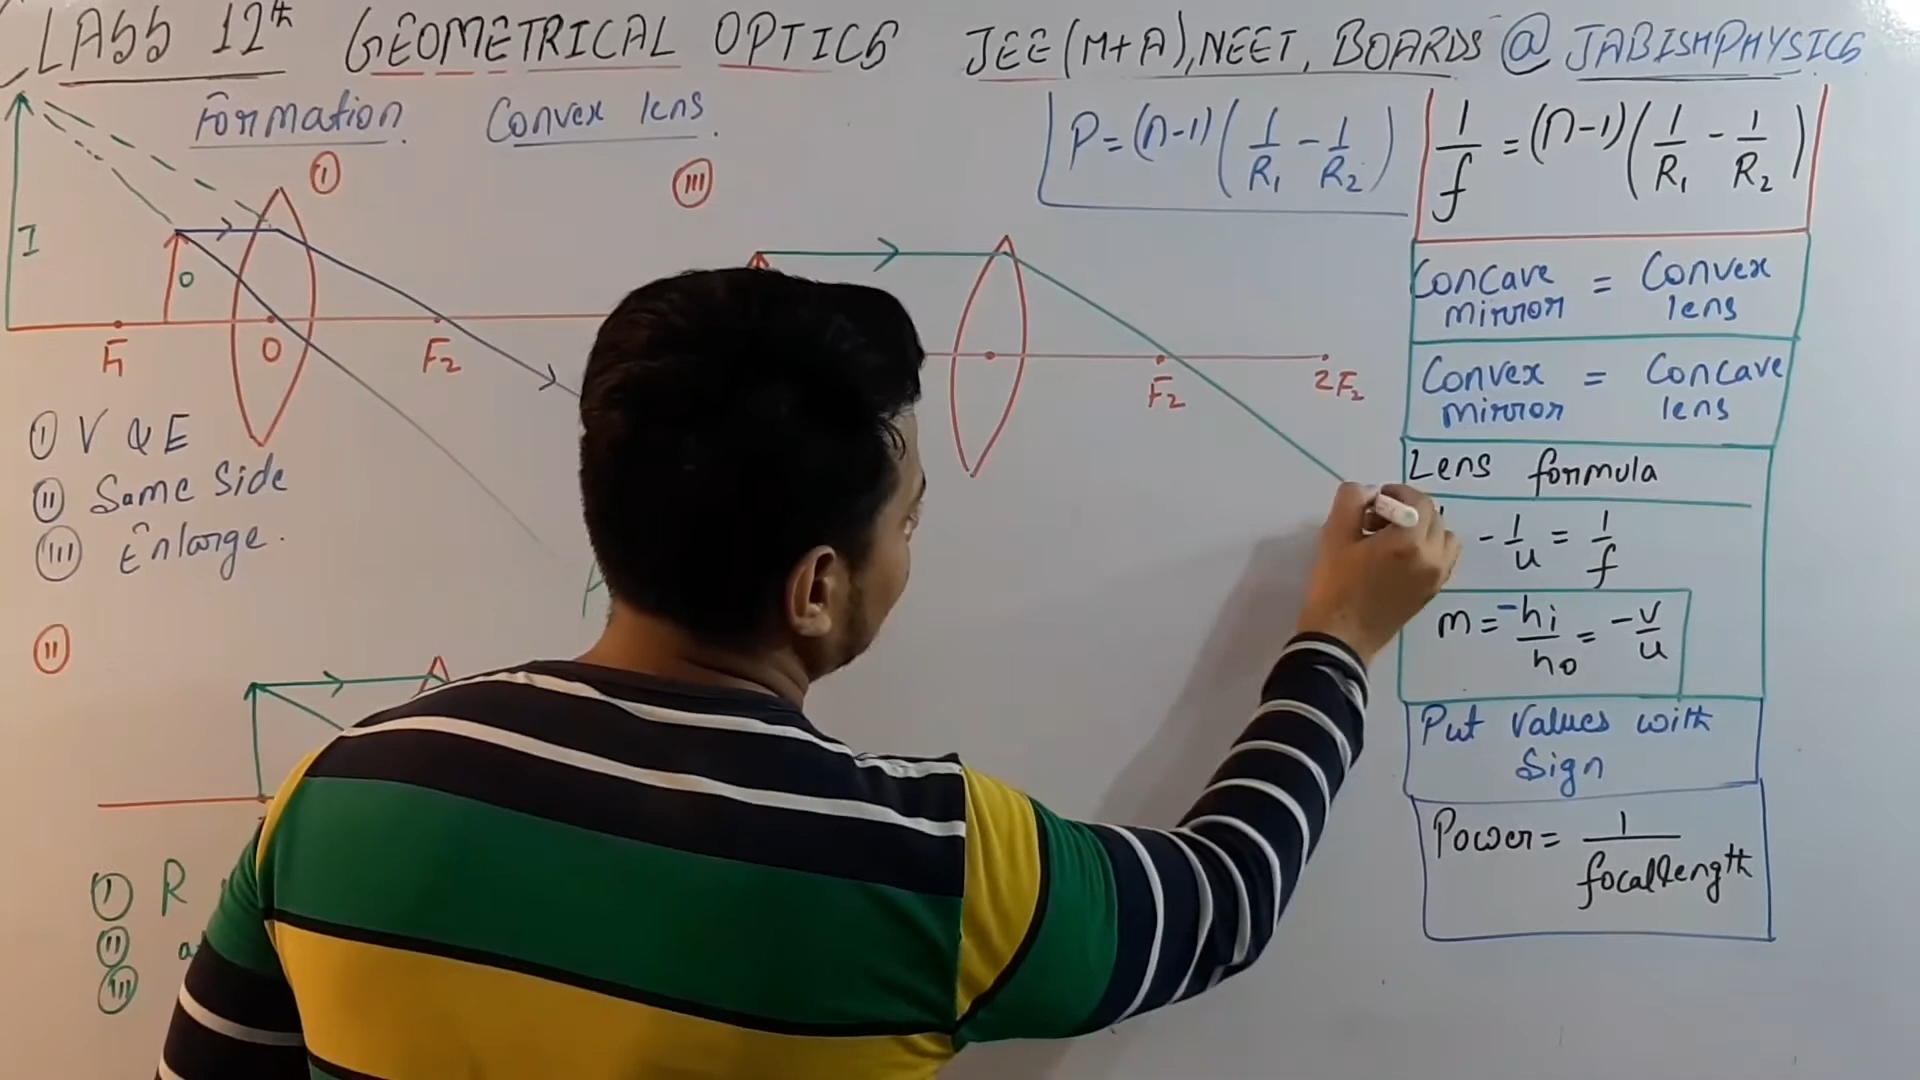 CLASS 12th GEOMETRICAL OPTICS JEE(M+A),NEET, BOARDS @ JABISHPHYSICS
Formation Convex lens.
I
III
P=(n-1)(1/R1 - 1/R2)
1/f=(n-1)(1/R1 - 1/R2)
I
O
F1
O
F2
F2
2F2
Concave mirror = Convex lens
Convex mirror = Concave lens
Lens formula
- 1/u = 1/f
m = -hi/ho = -v/u
Put Values with
Sign
Power = 1/focal length
I V & E
II Same side
III Enlarge.
II
I R
II
III